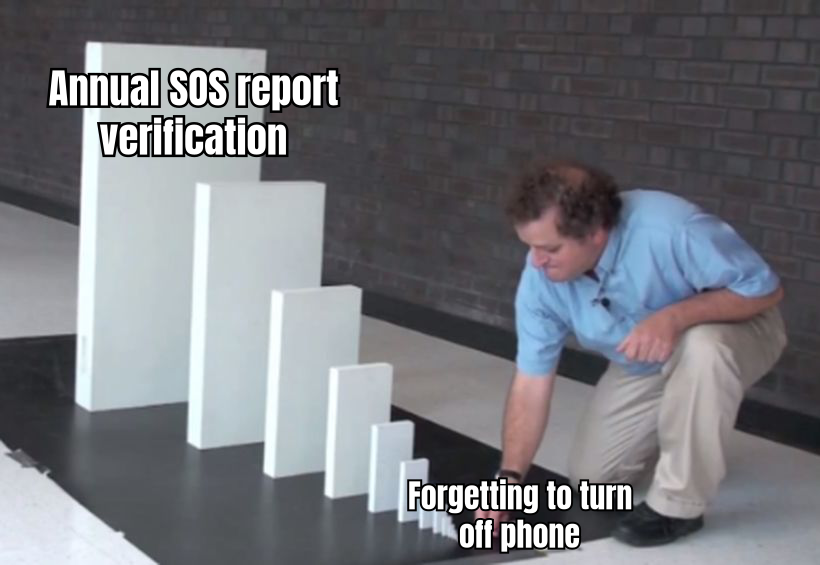 Annual SOS report
verification
Forgetting to turn
off phone